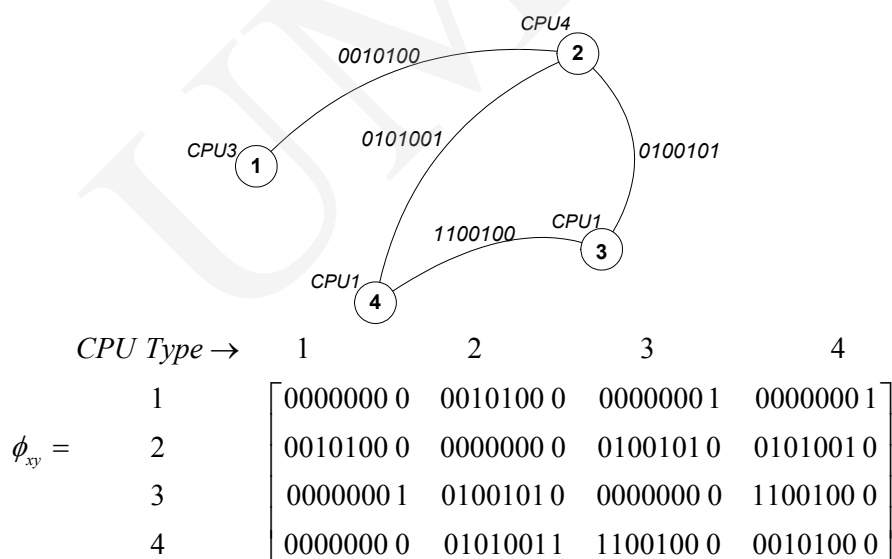 CPU4
2
0010100
CPU3
1
0101001
0100101
CPU1
3
1100100
CPU1
4
CPU Type → 1 2 3 4
1 0000000 0 0010100 0 0000000 1 0000000 1
ϕxy = 2 0010100 0 0000000 0 0100101 0 0101001 0
3 0000000 1 0100101 0 0000000 0 1100100 0
4 0000000 0 0101001 1 1100100 0 0010100 0